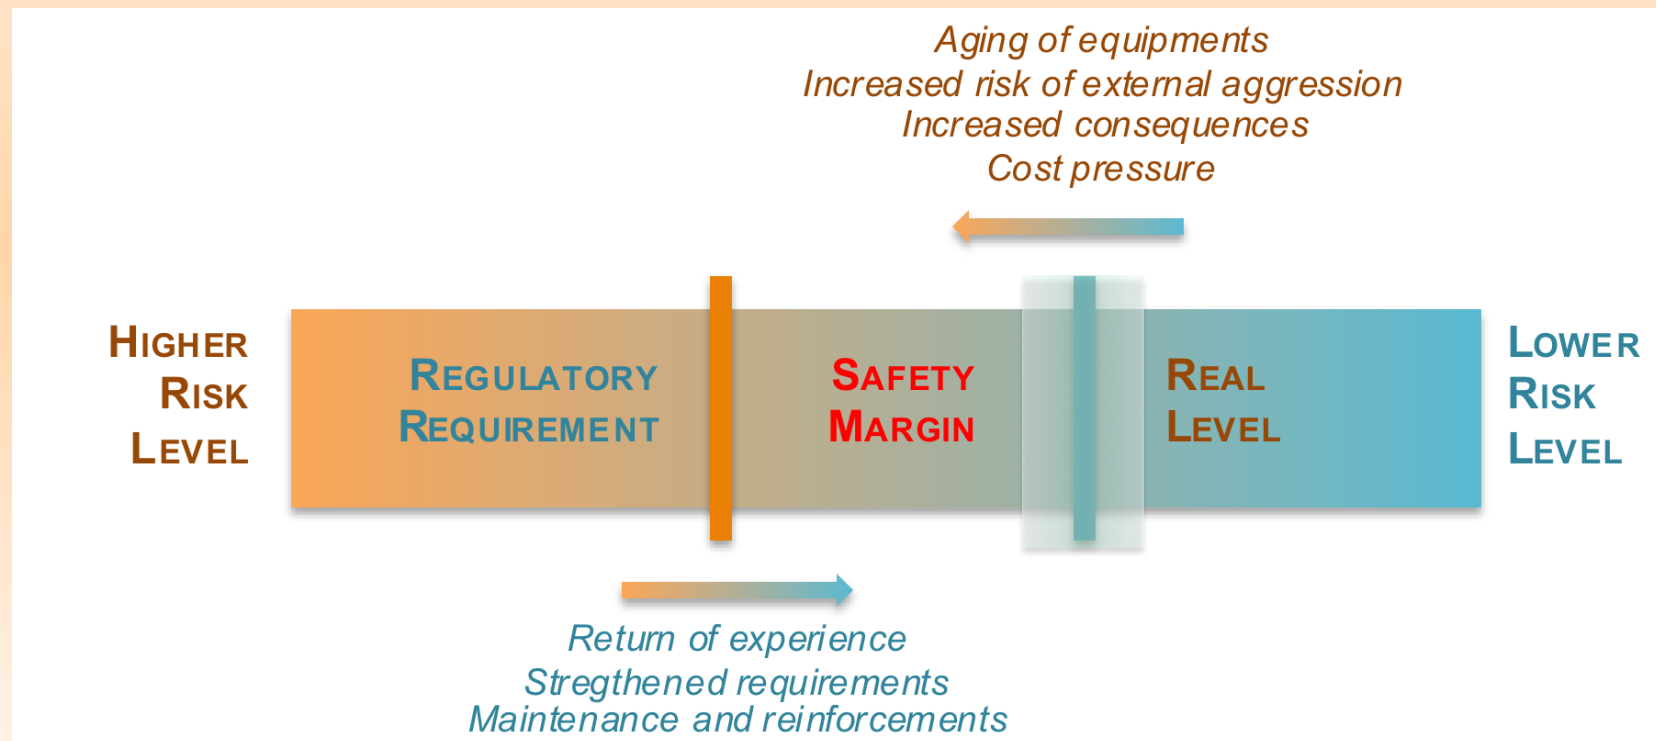 Aging of equipments
Increased risk of external aggression
Increased consequences
Cost pressure
HIGHER
RISK
LEVEL
REGULATORY
REQUIREMENT
SAFETY
MARGIN
REAL
LEVEL
LOWER
RISK
LEVEL
Return of experience
Stregthened requirements
Maintenance and reinforcements